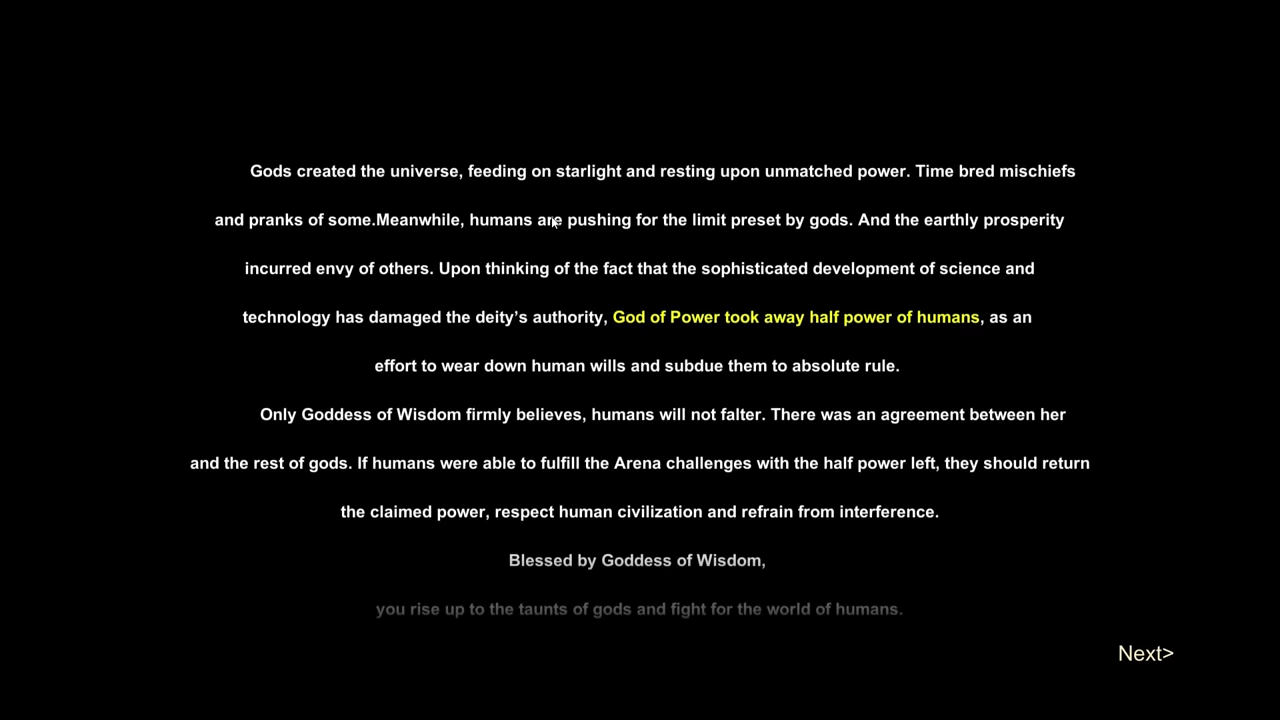 Gods created the universe, feeding on starlight and resting upon unmatched power. Time bred mischiefs
and pranks of some.Meanwhile, humans are pushing for the limit preset by gods. And the earthly prosperity
incurred envy of others. Upon thinking of the fact that the sophisticated development of science and
technology has damaged the deity’s authority, God of Power took away half power of humans, as an
effort to wear down human wills and subdue them to absolute rule.
Only Goddess of Wisdom firmly believes, humans will not falter. There was an agreement between her
and the rest of gods. If humans were able to fulfill the Arena challenges with the half power left, they should return
the claimed power, respect human civilization and refrain from interference.
Blessed by Goddess of Wisdom,
you rise up to the taunts of gods and fight for the world of humans.
Next>